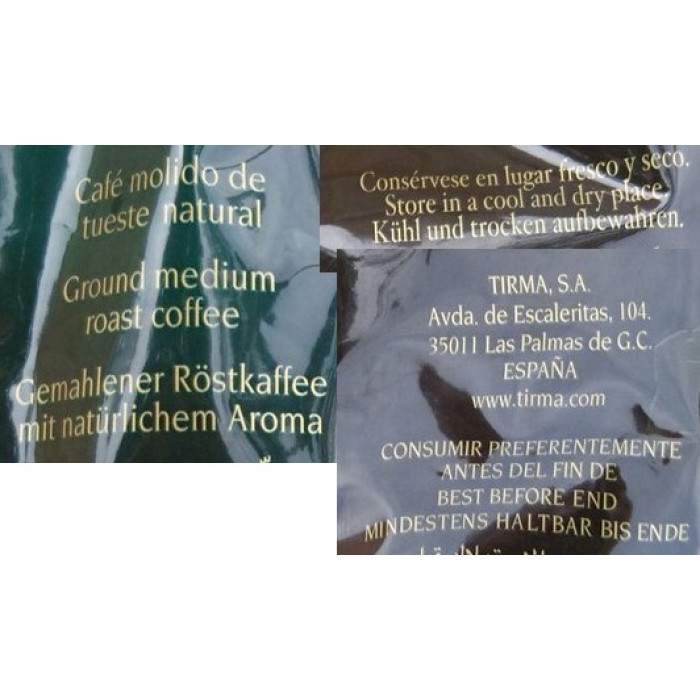 Café molido de
tueste natural
Ground medium
roast coffee
Gemahlener Röstkaffee
mit natürlichem Aroma
Consérvese en lugar fresco y seco.
Store in a cool and dry place
Kühl und trocken aufbewahren.
TIRMA, S.A.
Avda. de Escaleritas, 104.
35011 Las Palmas de G.C.
ESPAÑA
www.tirma.com
CONSUMIR PREFERENTEMENTE
ANTES DEL FIN DE
BEST BEFORE END
MINDESTENS HALTBAR BIS ENDE